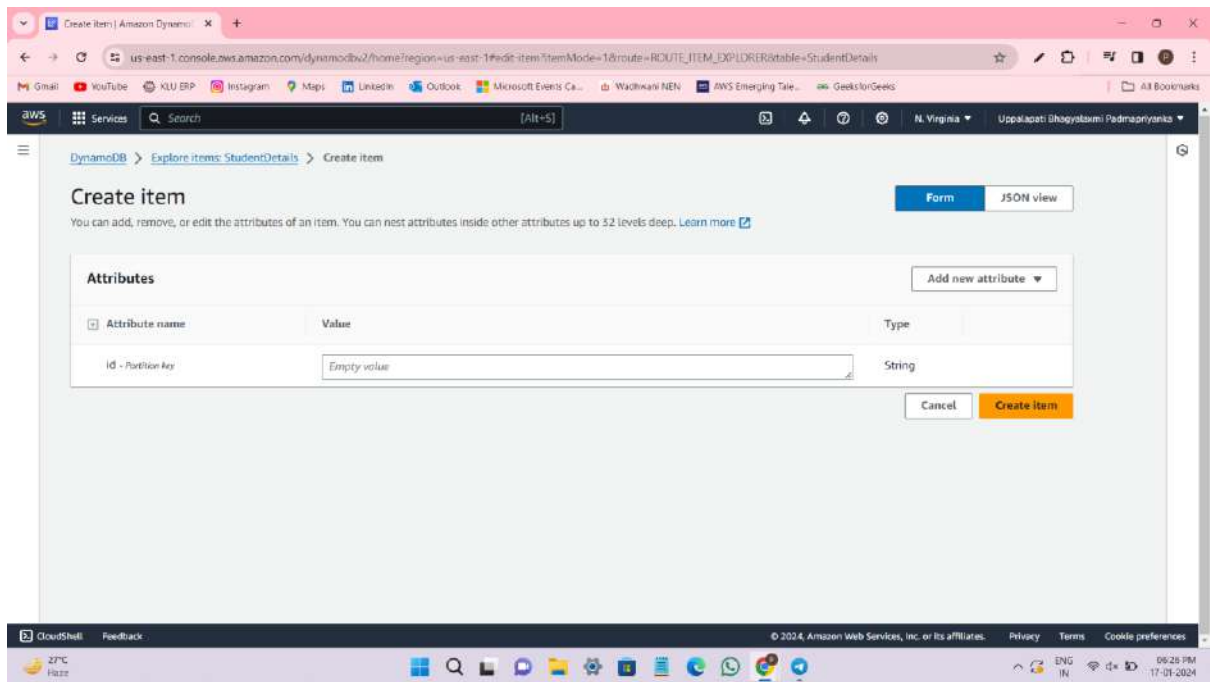 Create item | Amazon Dynamo
us-east-1.console.aws.amazon.com/dynamodbv2/home?region=us-east-1#edit-item?itemMode=1&route=ROUTE_ITEM_EXPLORER&table=StudentDetails
Gmail YouTube KLU ERP Instagram Maps LinkedIn Outlook Microsoft Events Ca... Wadhwani NEN AWS Emerging Tale... GeeksforGeeks All Bookmarks
aws Services Search [Alt+S] N. Virginia Uppalapati Bhagyalaxmi Padmapriyanka
DynamoDB > Explore items: StudentDetails > Create item
Create item
Form JSON view
You can add, remove, or edit the attributes of an item. You can nest attributes inside other attributes up to 32 levels deep. Learn more
Attributes
Add new attribute
Attribute name Value Type
id - Partition key Empty value String
Cancel Create item
CloudShell Feedback © 2024, Amazon Web Services, Inc. or its affiliates. Privacy Terms Cookie preferences
27°C
Haze
ENG
IN
06:26 PM
17-01-2024